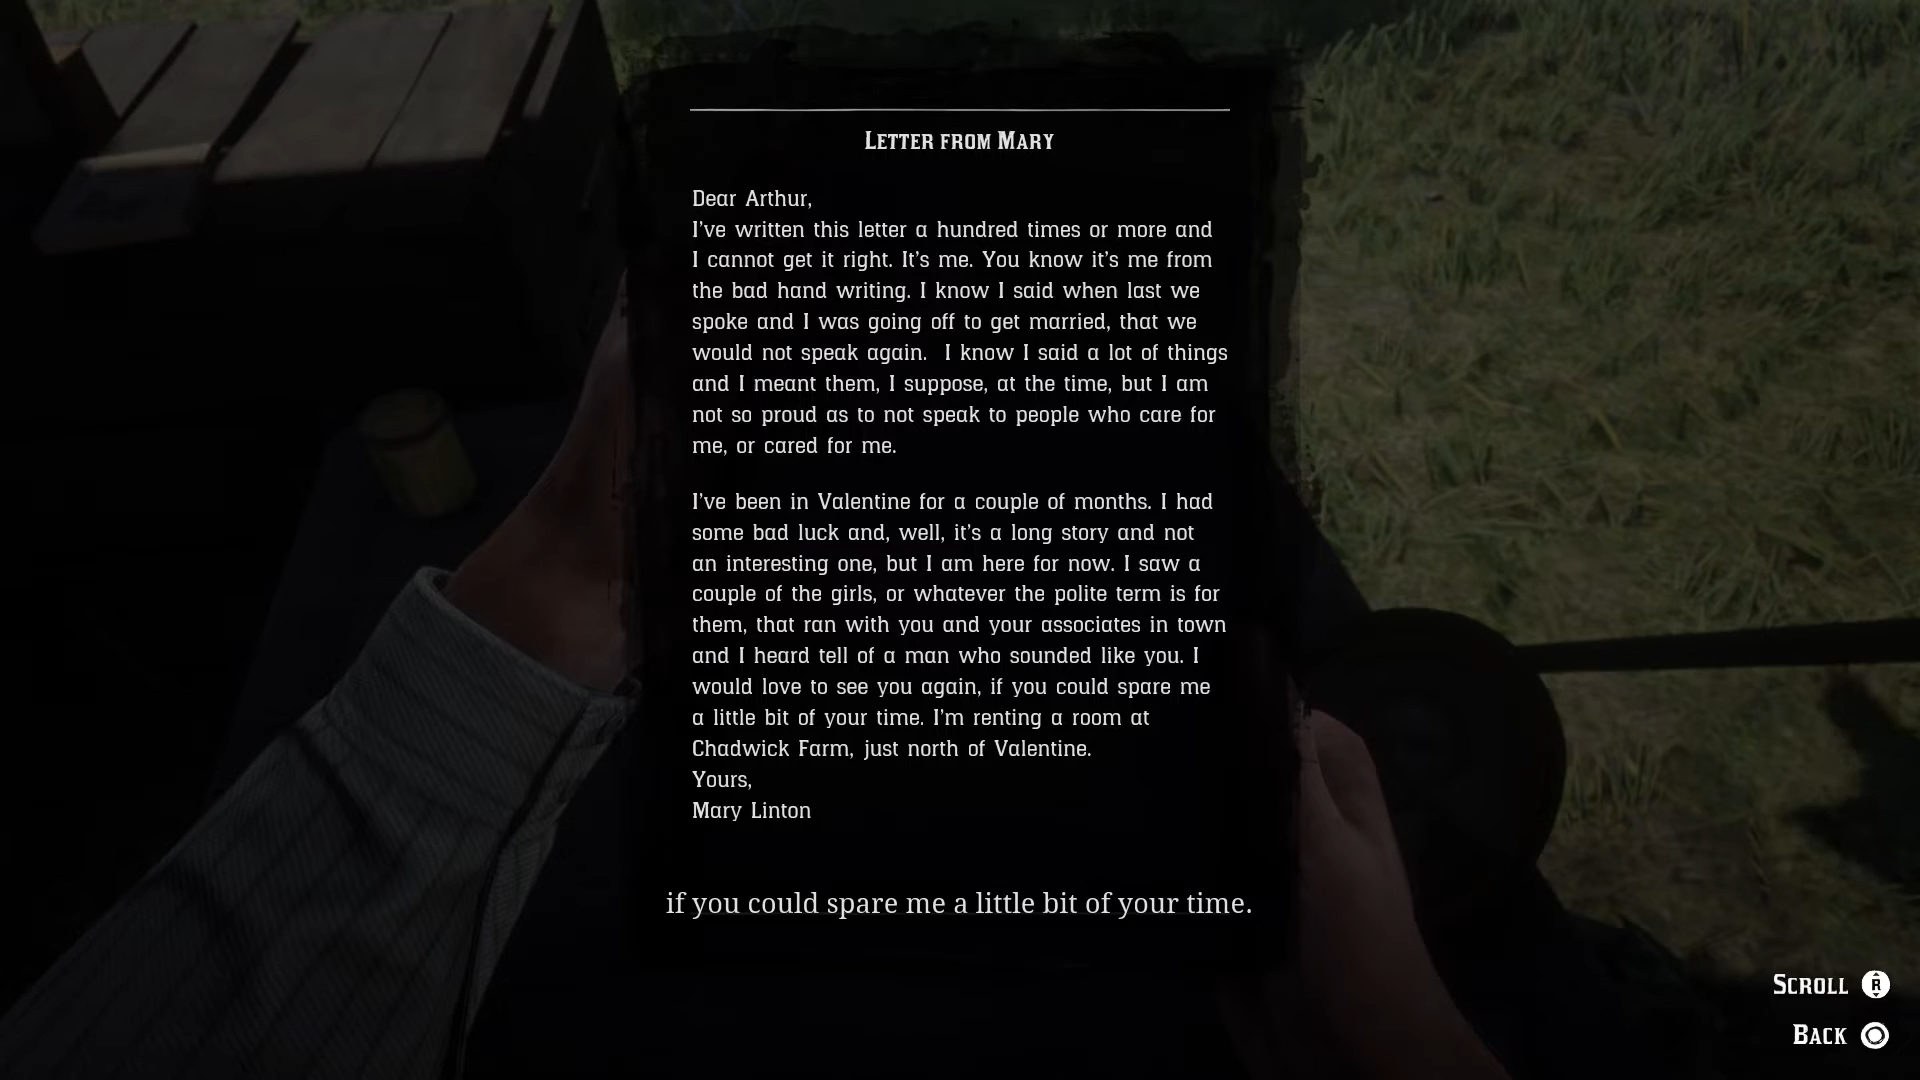 Letter from Mary
Dear Arthur,
I've written this letter a hundred times or more and
I cannot get it right. It's me. You know it's me from
the bad hand writing. I know I said when last we
spoke and I was going off to get married, that we
would not speak again.  I know I said a lot of things
and I meant them, I suppose, at the time, but I am
not so proud as to not speak to people who care for
me, or cared for me.
I've been in Valentine for a couple of months. I had
some bad luck and, well, it's a long story and not
an interesting one, but I am here for now. I saw a
couple of the girls, or whatever the polite term is for
them, that ran with you and your associates in town
and I heard tell of a man who sounded like you. I
would love to see you again, if you could spare me
a little bit of your time. I'm renting a room at
Chadwick Farm, just north of Valentine.
Yours,
Mary Linton
if you could spare me a little bit of your time.
Scroll R
Back